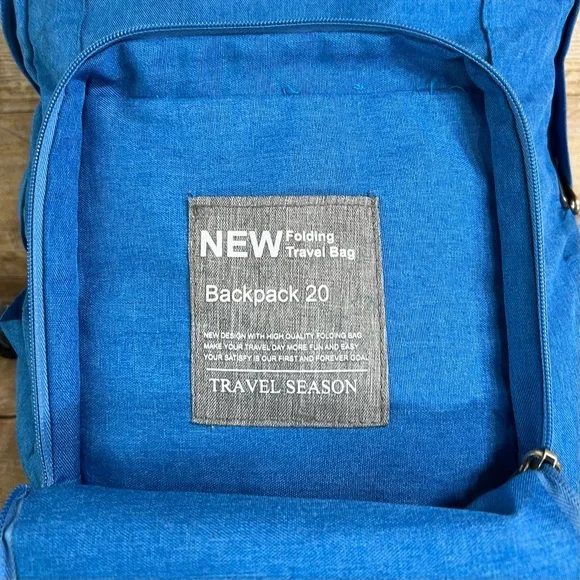 NEW Folding
Travel Bag
Backpack 20
NEW DESIGN WITH HIGH QUALITY FOLDING BAG
MAKE YOUR TRAVEL DAY MORE FUN AND EASY
YOUR SATISFY IS OUR FIRST AND FOREVER GOAL
TRAVEL SEASON